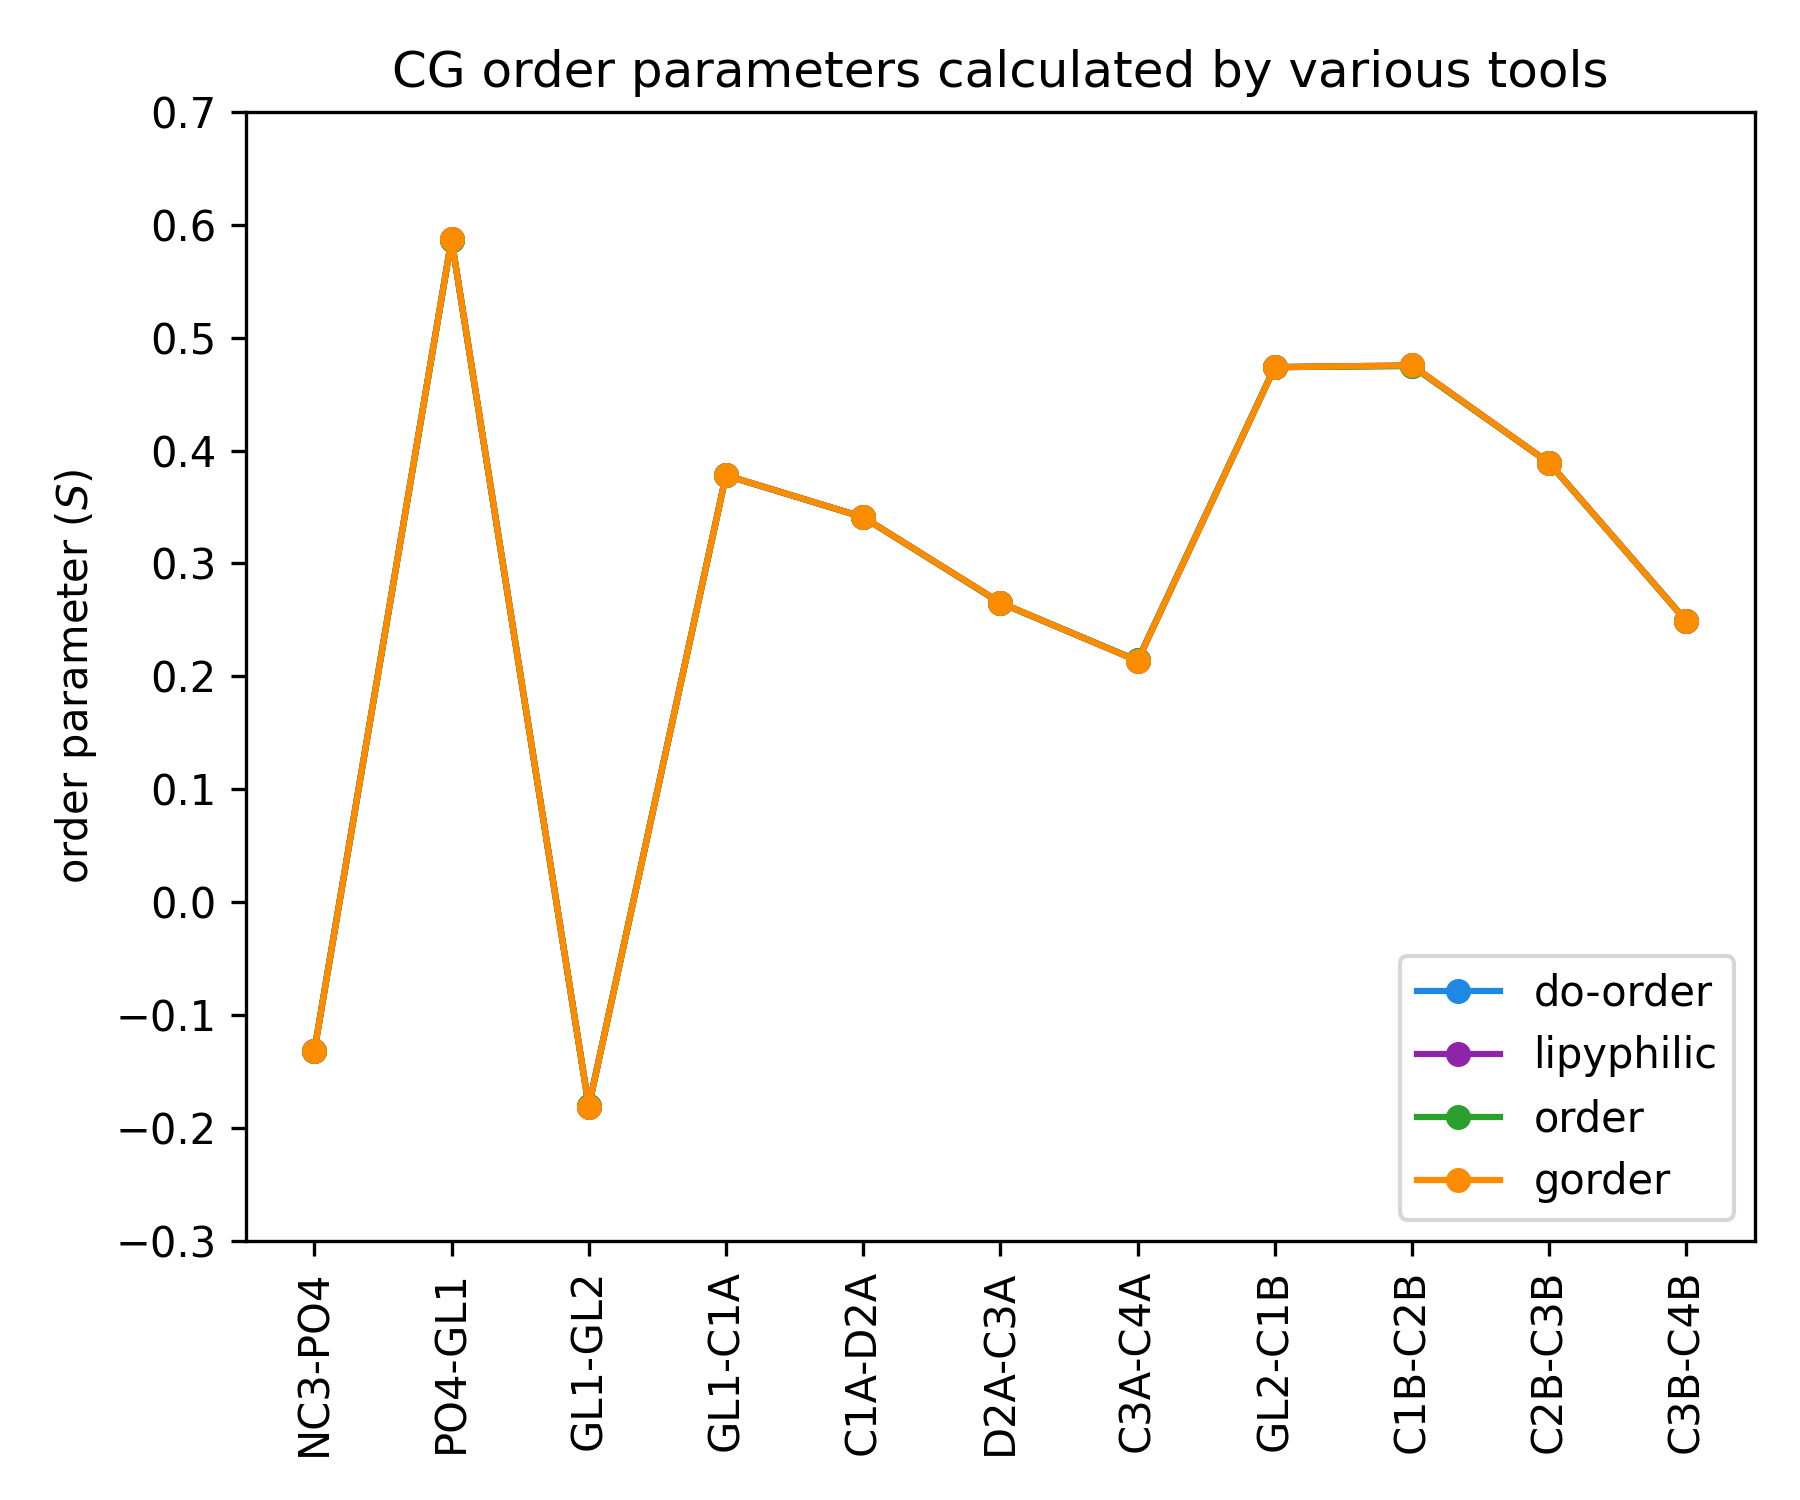 CG order parameters calculated by various tools
order parameter (S)
0.7
0.6
0.5
0.4
0.3
0.2
0.1
0.0
−0.1
−0.2
−0.3
do-order
lipyphilic
order
gorder
NC3-PO4
PO4-GL1
GL1-GL2
GL1-C1A
C1A-D2A
D2A-C3A
C3A-C4A
GL2-C1B
C1B-C2B
C2B-C3B
C3B-C4B